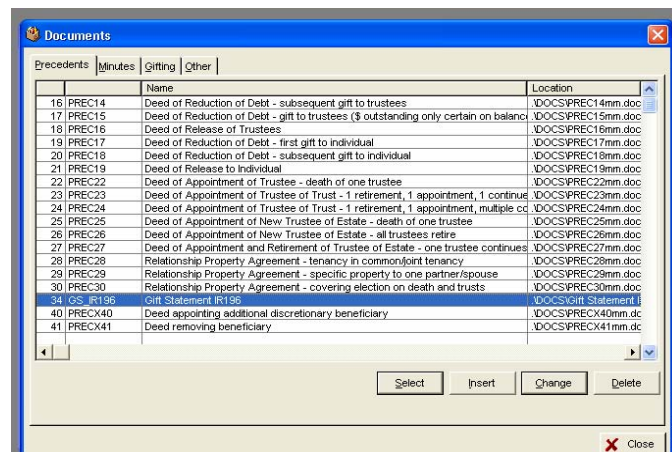 Documents
Precedents Minutes Gifting Other
Name Location
16 PREC14 Deed of Reduction of Debt - subsequent gift to trustees .\DOCS\PREC14mm.doc
17 PREC15 Deed of Reduction of Debt - gift to trustees ($ outstanding only certain on balanc .\DOCS\PREC15mm.doc
18 PREC16 Deed of Release of Trustees .\DOCS\PREC16mm.doc
19 PREC17 Deed of Reduction of Debt - first gift to individual .\DOCS\PREC17mm.doc
20 PREC18 Deed of Reduction of Debt - subsequent gift to individual .\DOCS\PREC18mm.doc
21 PREC19 Deed of Release to Individual .\DOCS\PREC19mm.doc
22 PREC22 Deed of Appointment of Trustee - death of one trustee .\DOCS\PREC22mm.doc
23 PREC23 Deed of Appointment of Trustee of Trust - 1 retirement, 1 appointment, 1 continue .\DOCS\PREC23mm.doc
24 PREC24 Deed of Appointment of Trustee of Trust - 1 retirement, 1 appointment, multiple cc .\DOCS\PREC24mm.doc
25 PREC25 Deed of Appointment of New Trustee of Estate - death of one trustee .\DOCS\PREC25mm.doc
26 PREC26 Deed of Appointment of New Trustee of Estate - all trustees retire .\DOCS\PREC26mm.doc
27 PREC27 Deed of Appointment and Retirement of Trustee of Estate - one trustee continues .\DOCS\PREC27mm.doc
28 PREC28 Relationship Property Agreement - tenancy in common/joint tenancy .\DOCS\PREC28mm.doc
29 PREC29 Relationship Property Agreement - specific property to one partner/spouse .\DOCS\PREC29mm.doc
30 PREC30 Relationship Property Agreement - covering election on death and trusts .\DOCS\PREC30mm.doc
34 GS_IR196 Gift Statement IR196 .\DOCS\Gift Statement
40 PRECX40 Deed appointing additional discretionary beneficiary .\DOCS\PRECX40mm.dc
41 PRECX41 Deed removing beneficiary .\DOCS\PRECX41mm.dc
Select Insert Change Delete
Close